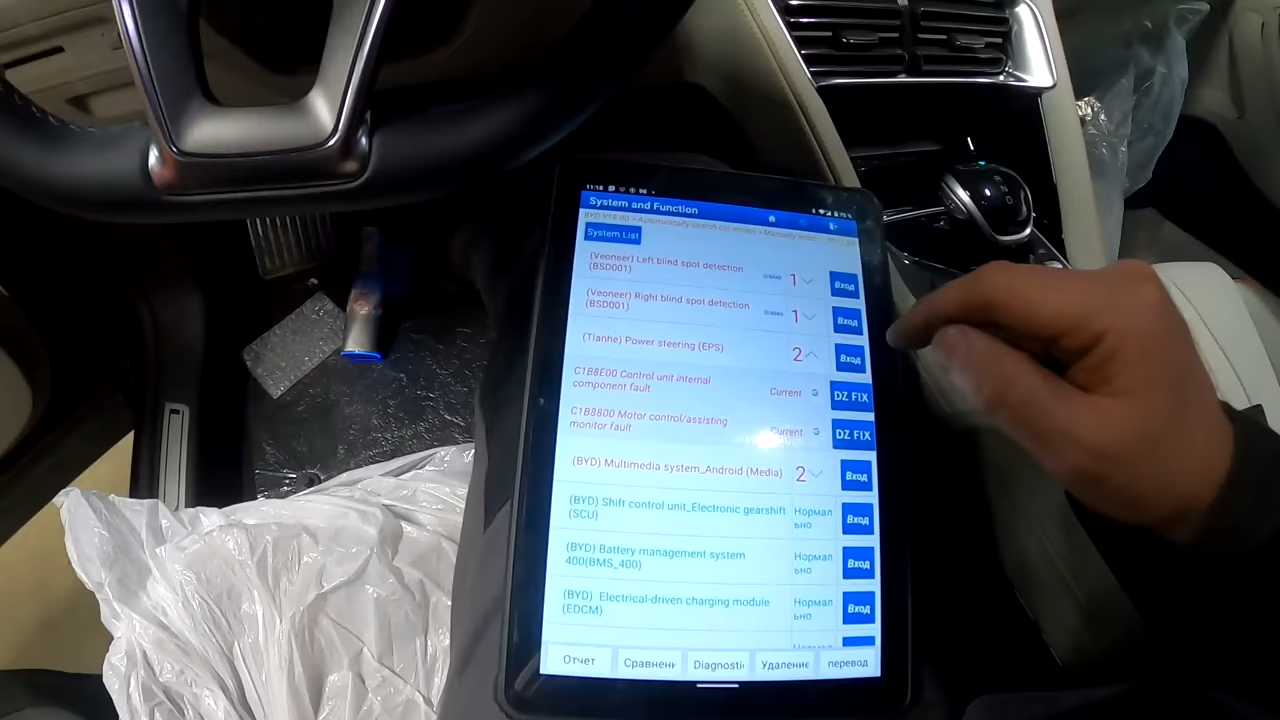 11:18
System and Function
System List
(Veoneer) Left blind spot detection
(BSD001)
1
Вход
(Veoneer) Right blind spot detection
(BSD001)
1
Вход
(Tianhe) Power steering (EPS)
2
Вход
C1B8E00 Control unit internal
component fault
Current
DZ FIX
C1B8800 Motor control/assisting
monitor fault
Current
DZ FIX
(BYD) Multimedia system_Android (Media)
2
Вход
(BYD) Shift control unit_Electronic gearshift
(SCU)
Нормал
ьно
Вход
(BYD) Battery management system
400(BMS_400)
Нормал
ьно
Вход
(BYD) Electrical-driven charging module
(EDCM)
Нормал
ьно
Вход
Отчет
Сравнени
Diagnosti
Удаление
перевод